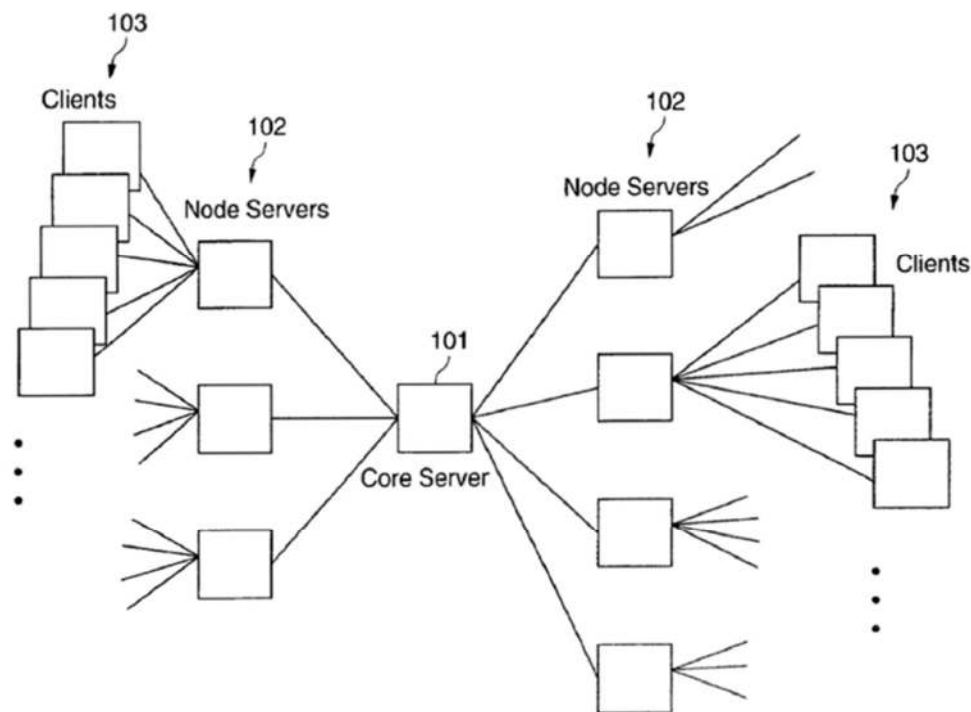 103
Clients
102
Node Servers
102
Node Servers
103
Clients
101
Core Server